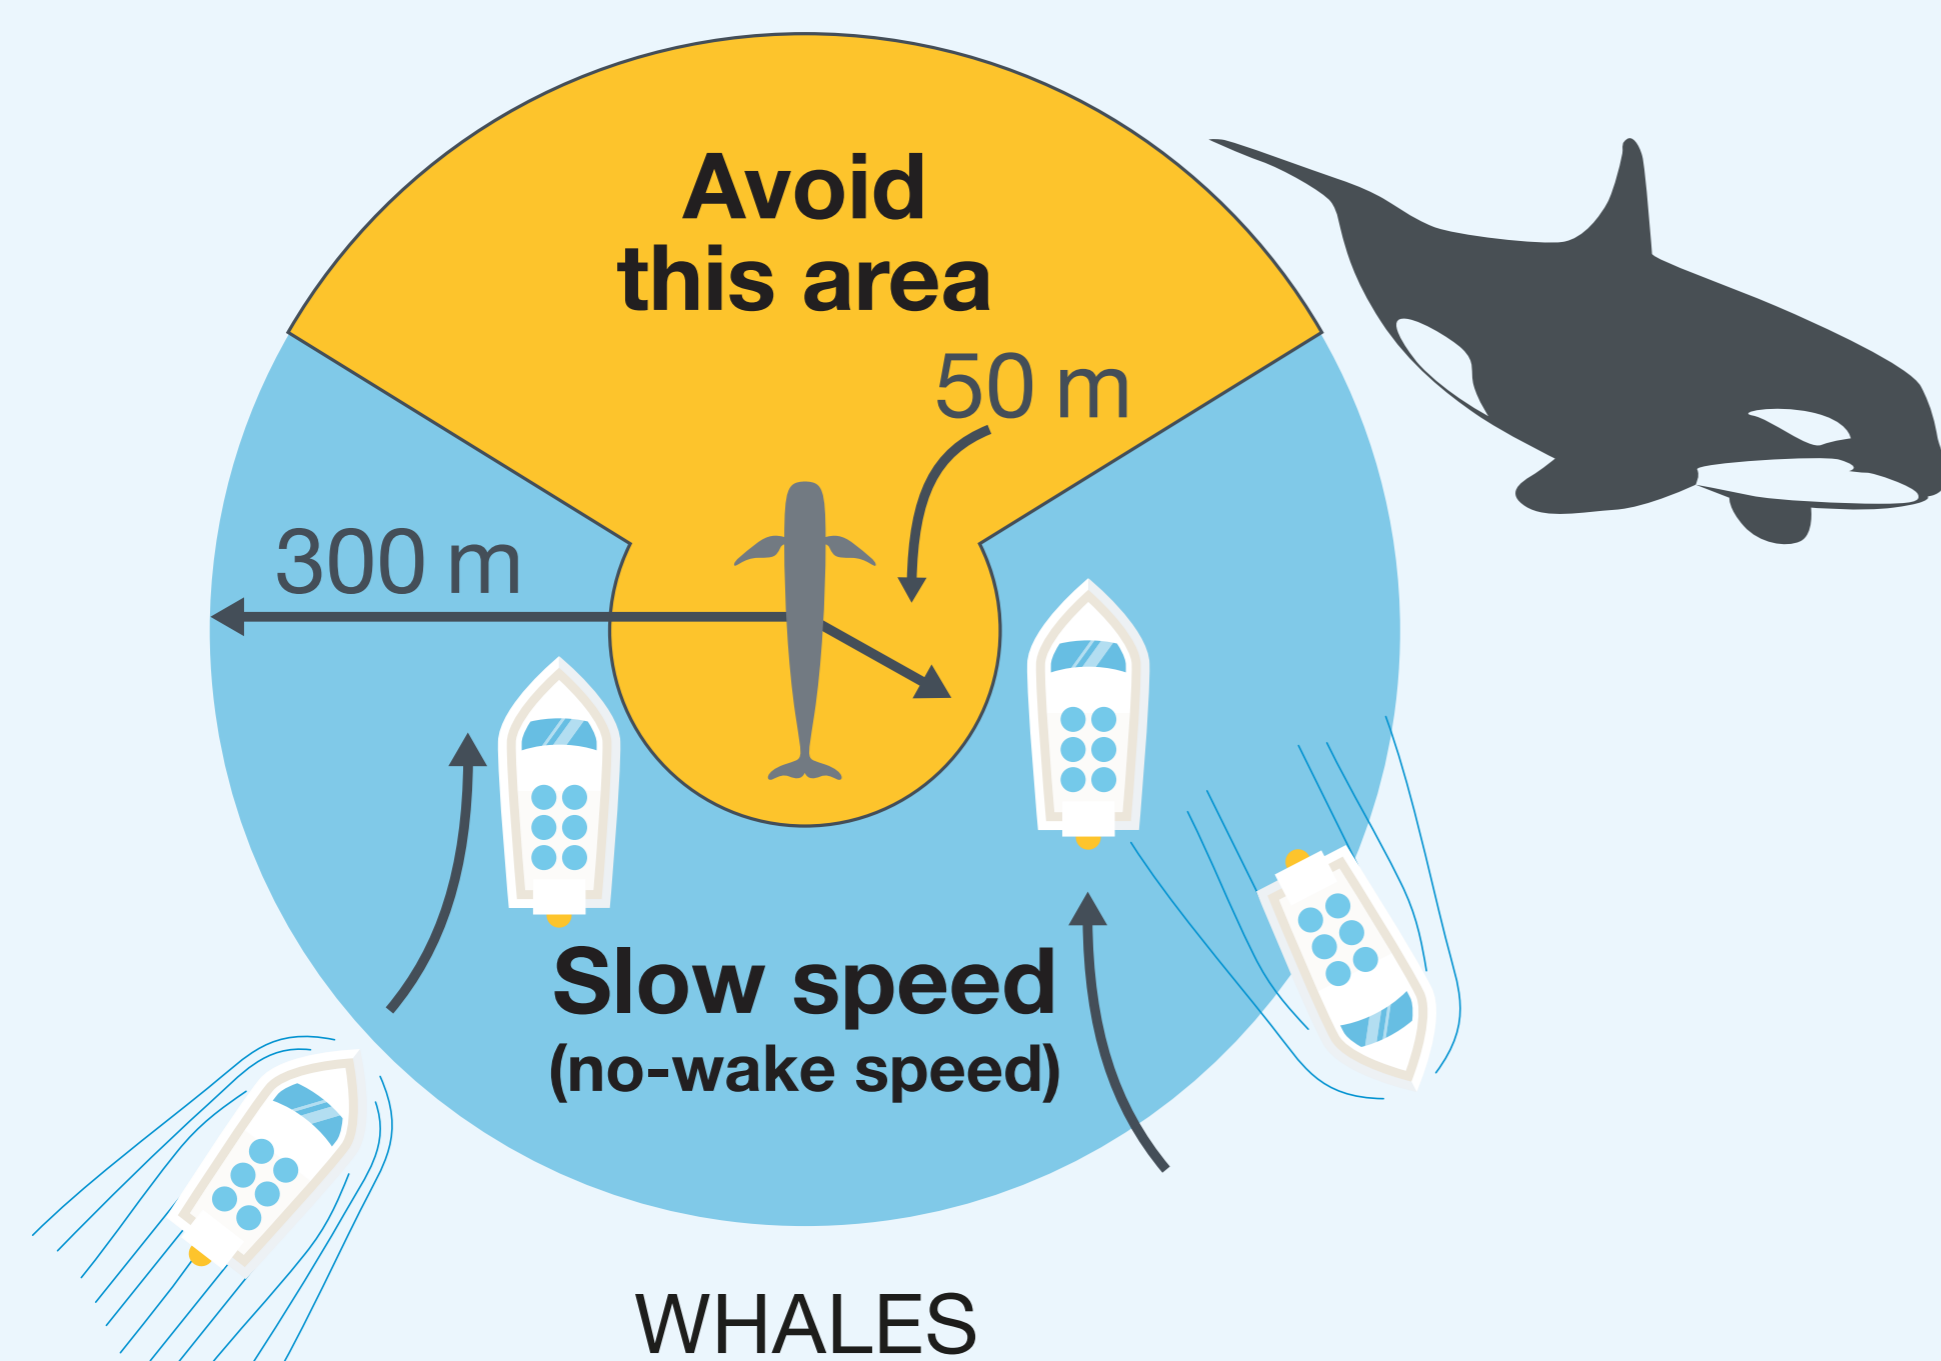 Avoid
this area
50 m
300 m
Slow speed
(no-wake speed)
WHALES